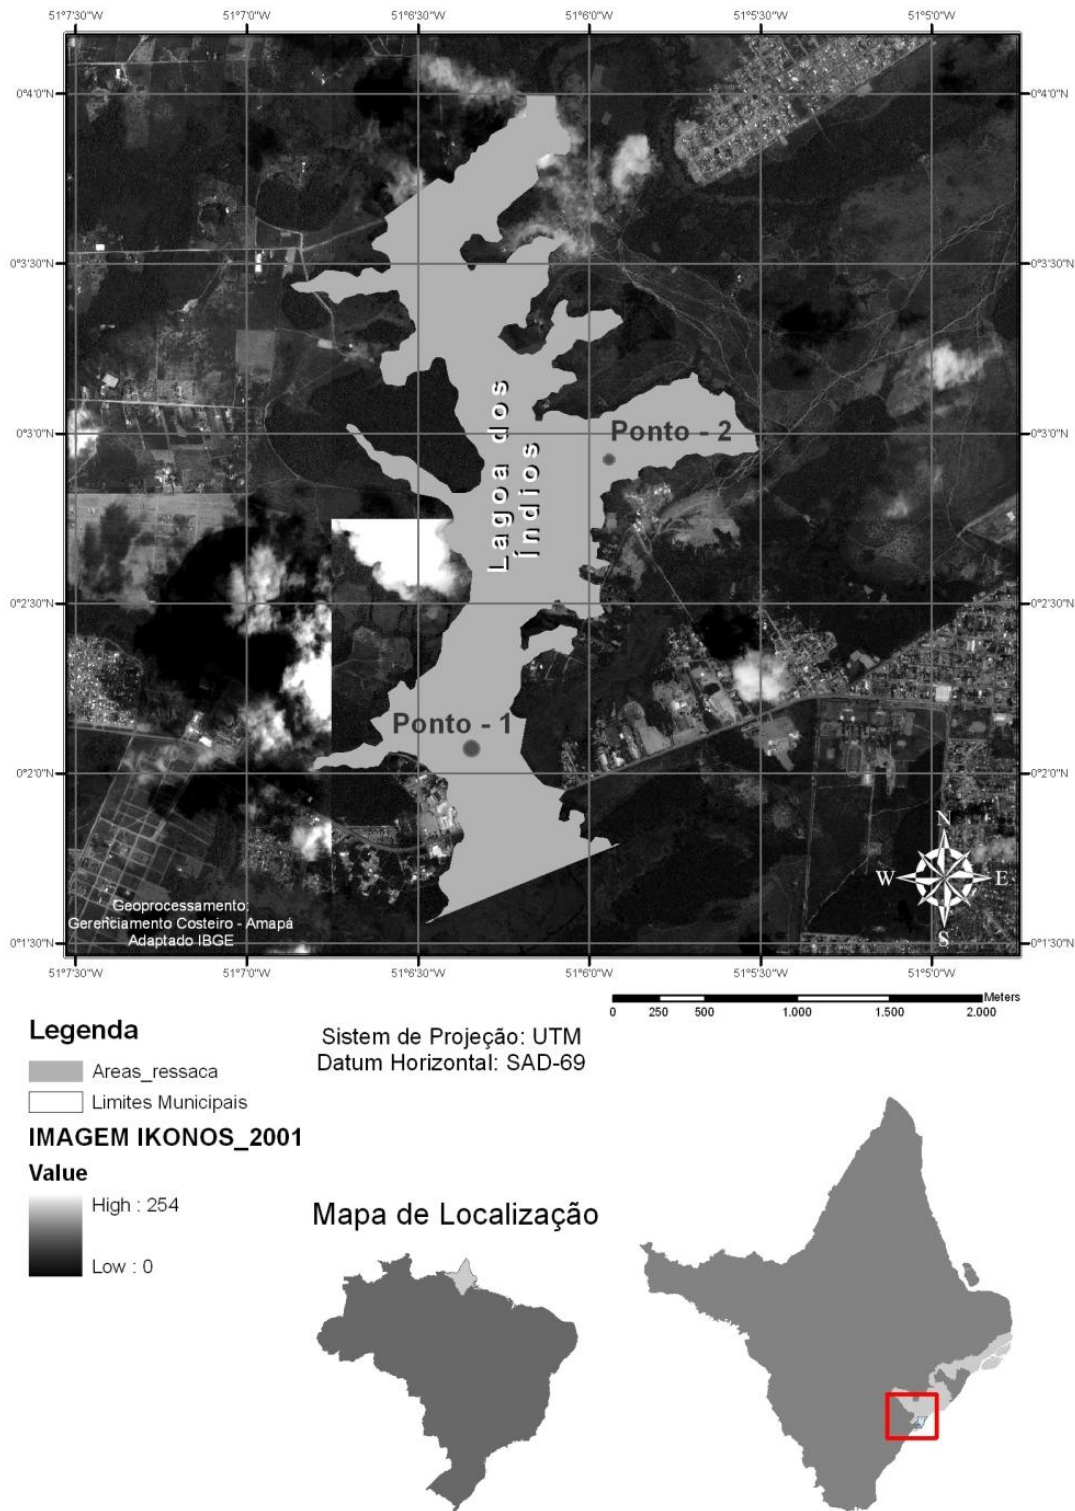 51°7'30"W 51°7'0"W 51°6'30"W 51°6'0"W 51°5'30"W 51°5'0"W
0°4'0"N 0°4'0"N
0°3'30"N 0°3'30"N
Lagoa dos
Índios
Ponto - 2
0°3'0"N 0°3'0"N
0°2'30"N 0°2'30"N
Ponto - 1
0°2'0"N 0°2'0"N
N
W E
S
Geoprocessamento:
Gerenciamento Costeiro - Amapá
Adaptado IBGE
0°1'30"N 0°1'30"N
51°7'30"W 51°7'0"W 51°6'30"W 51°6'0"W 51°5'30"W 51°5'0"W
Meters
0 250 500 1.000 1.500 2.000
Legenda
Areas_ressaca
Limites Municipais
IMAGEM IKONOS_2001
Value
High : 254
Low : 0
Sistem de Projeção: UTM
Datum Horizontal: SAD-69
Mapa de Localização